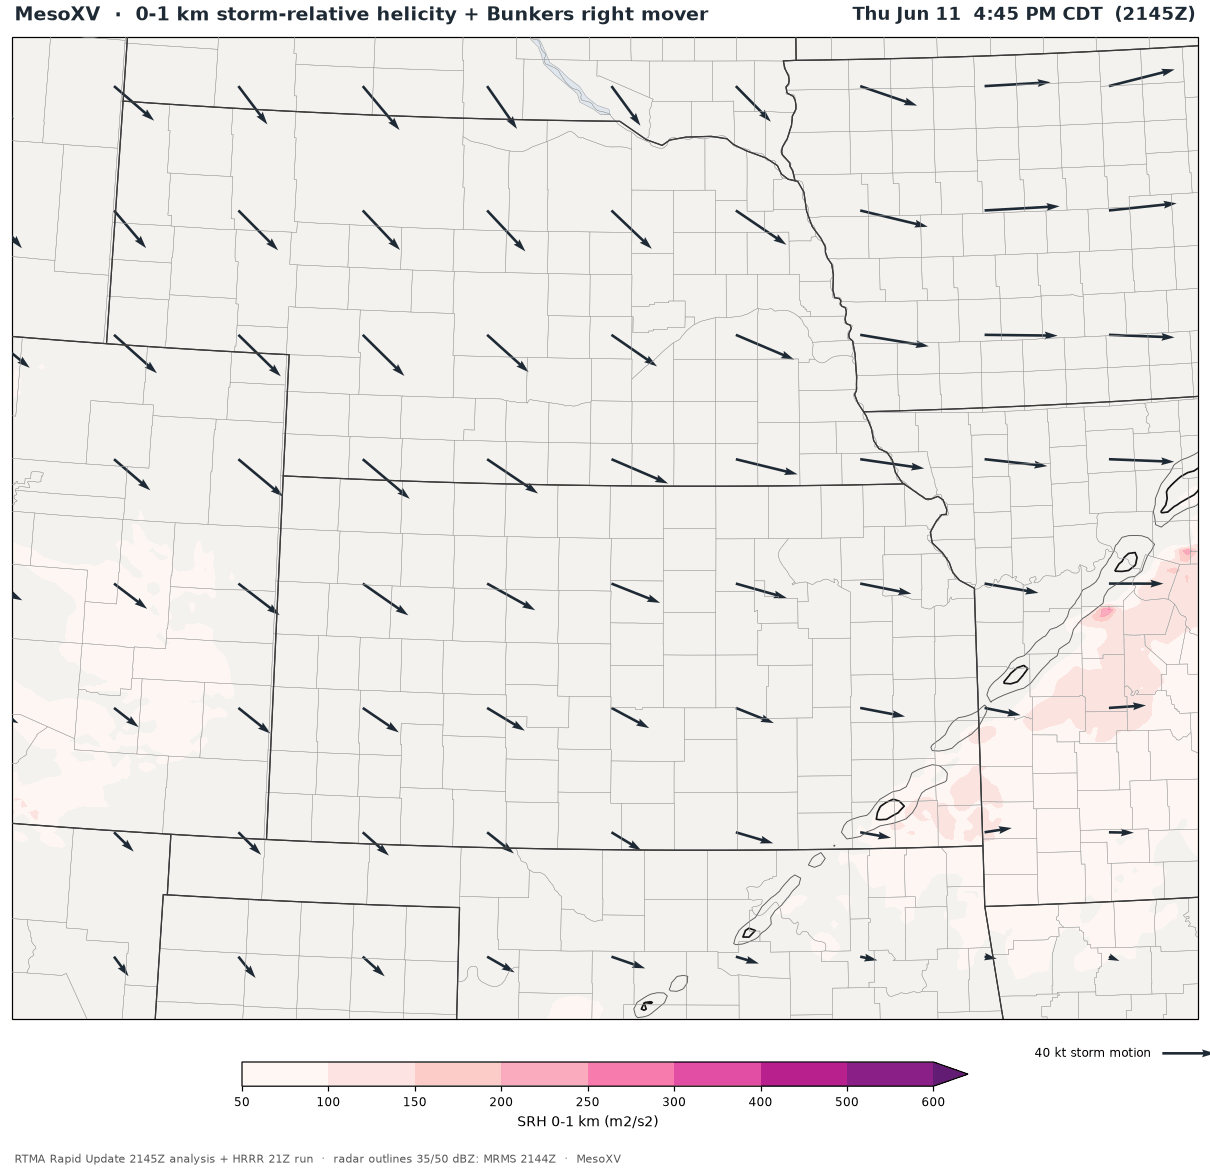 MesoXV · 0-1 km storm-relative helicity + Bunkers right mover
Thu Jun 11 4:45 PM CDT (2145Z)
40 kt storm motion
50 100 150 200 250 300 400 500 600
SRH 0-1 km (m2/s2)
RTMA Rapid Update 2145Z analysis + HRRR 21Z run · radar outlines 35/50 dBZ: MRMS 2144Z · MesoXV